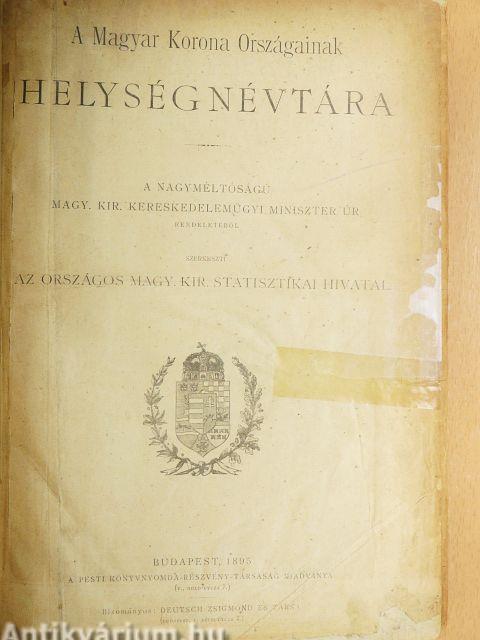 A Magyar Korona Országainak
HELYSÉGNÉVTÁRA
A NAGYMÉLTÓSÁGÚ
MAGY. KIR. KERESKEDELEMÜGYI MINISZTER ÚR
RENDELETÉBŐL
SZERKESZTI
AZ ORSZÁGOS MAGY. KIR. STATISZTIKAI HIVATAL.
BUDAPEST, 1895
A PESTI KÖNYVNYOMDA-RÉSZVÉNY-TÁRSASÁG KIADVÁNYA
Bizományos: DEUTSCH ZSIGMOND ÉS TÁRSA
Antikvárium.hu